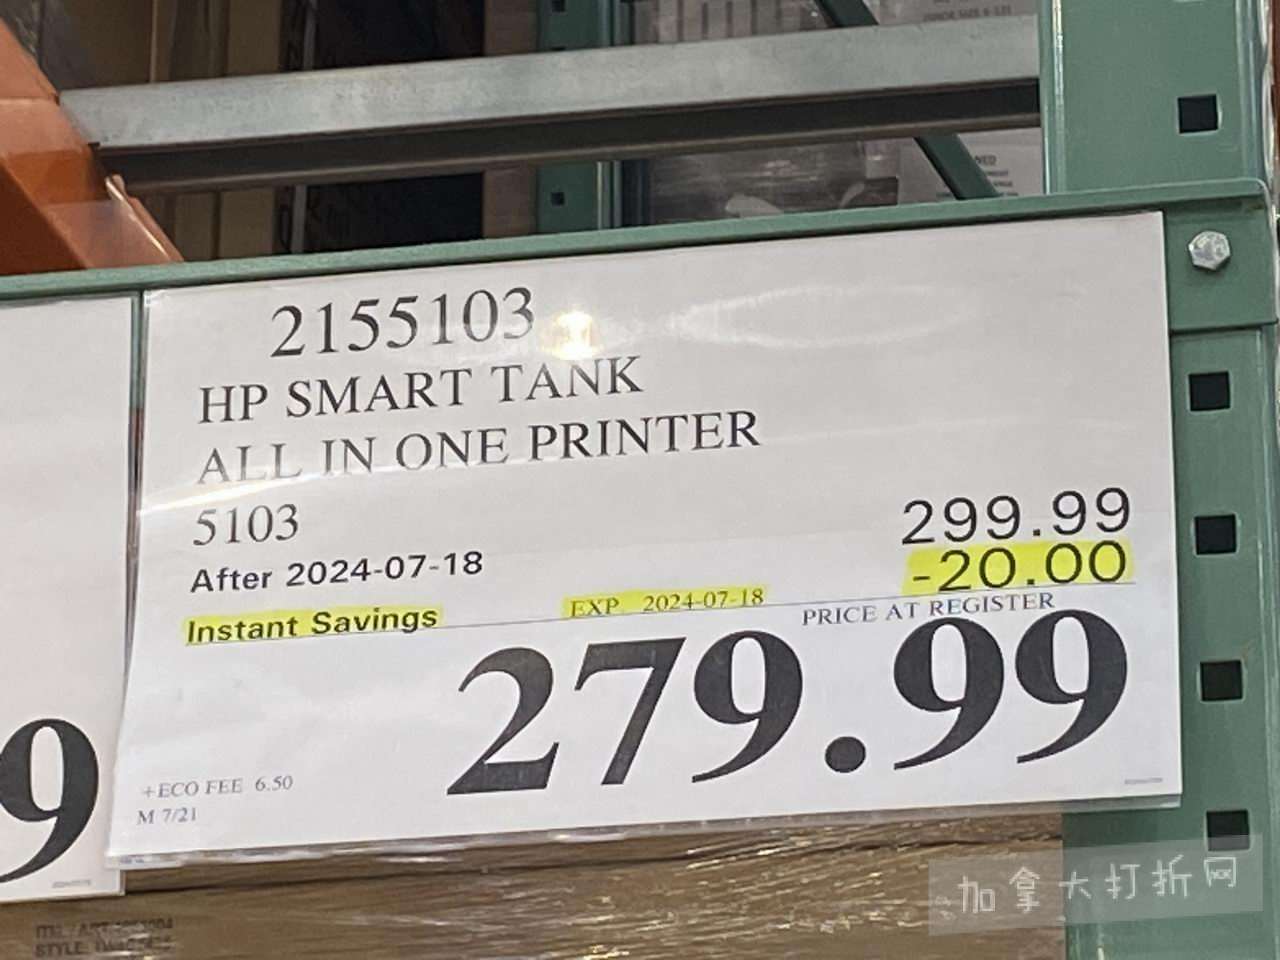 2155103
HP SMART TANK
ALL IN ONE PRINTER
5103
299.99
After 2024-07-18
-20.00
Instant Savings
EXP 2024-07-18
PRICE AT REGISTER
279.99
+ECO FEE 6.50
M 7/21
9
加拿大打折网